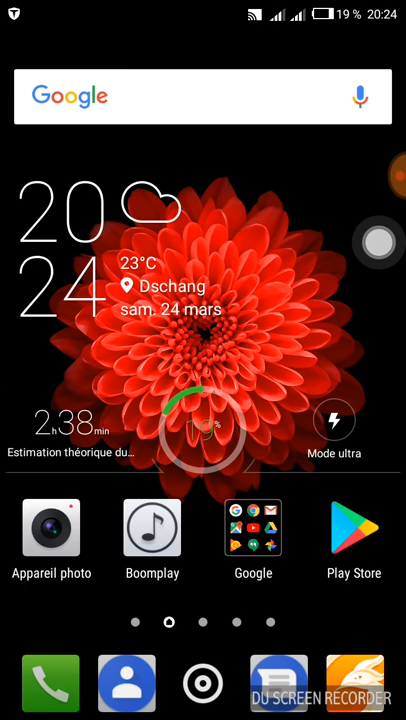 19 % 20:24
Google
20
24
23°C
Dschang
sam. 24 mars
2h38min
19%
Estimation théorique du...
Mode ultra
Appareil photo
Boomplay
Google
Play Store
DU SCREEN RECORDER